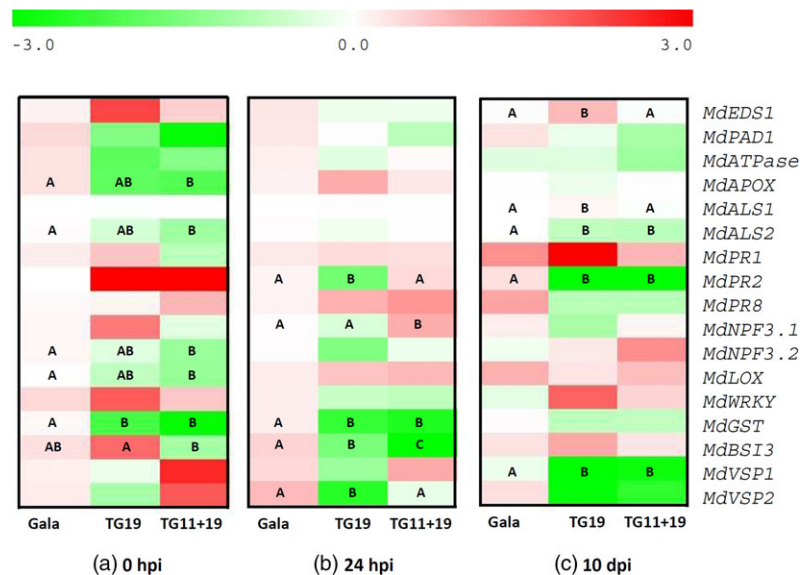 -3.0 0.0 3.0
A B A MdEDS1
MdPAD1
MdATPase
A AB B MdAPOX
A B A MdALS1
A AB B A B B MdALS2
MdPR1
A B A A B B MdPR2
MdPR8
A A B MdNPF3.1
A AB B MdNPF3.2
A AB B MdLOX
MdWRKY
A B B A B B MdGST
AB A B A B C MdBSI3
A B B MdVSP1
A B A MdVSP2
Gala TG19 TG11+19 Gala TG19 TG11+19 Gala TG19 TG11+19
(a) 0 hpi (b) 24 hpi (c) 10 dpi